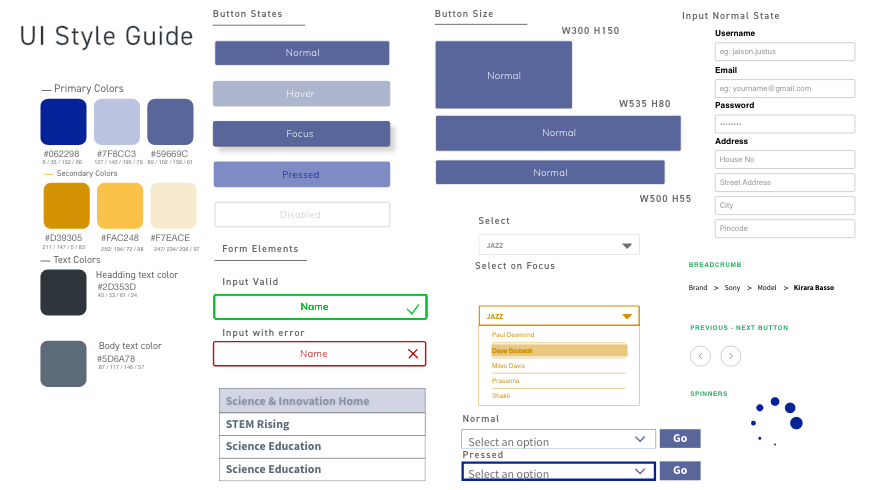 UI Style Guide
Primary Colors
#062298 #7F8CC3 #59669C
6 / 35 / 152 / 60 127 / 140 / 195 / 76 89 / 102 / 156 / 61
Secondary Colors
#D39305 #FAC248 #F7EACE
211 / 147 / 5 / 83 250/ 194/ 72 / 98 247/ 234/ 206 / 97
Text Colors
Headding text color
#2D353D
45 / 53 / 61 / 24
Body text color
#5D6A78
87 / 117 / 146 / 57
Button States
Normal
Hover
Focus
Pressed
Disabled
Form Elements
Input Valid
Name
Input with error
Name
Science & Innovation Home
STEM Rising
Science Education
Science Education
Button Size
W300 H150
Normal
W535 H80
Normal
Normal
W500 H55
Select
JAZZ
Select on Focus
JAZZ
Paul Desmond
Dave Brubeck
Miles Davis
Prasanna
Shakti
Normal
Select an option Go
Pressed
Select an option Go
Input Normal State
Username
eg: jaison.justus
Email
eg: yourname@gmail.com
Password
••••••••
Address
House No
Street Address
City
Pincode
BREADCRUMB
Brand > Sony > Model > Kirara Basso
PREVIOUS - NEXT BUTTON
SPINNERS